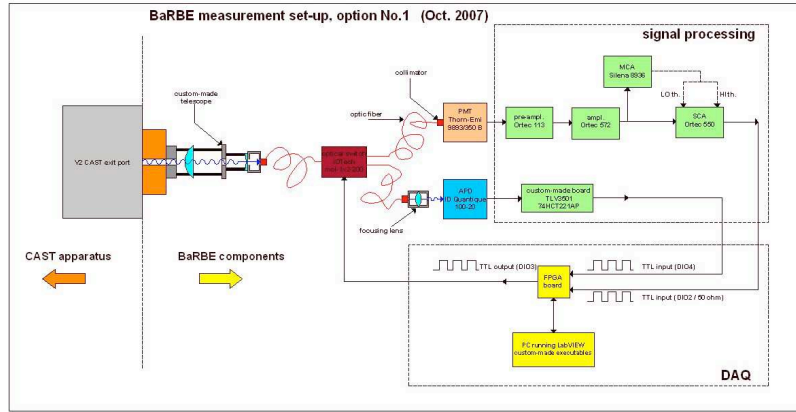 BaRBE measurement set-up, option No.1 (Oct. 2007)
signal processing
collimator
custom-made
telescope
optic fiber
MCA
Silena 8936
LO th.
HI th.
PMT
Thorn-Emi
9893/350 B
pre-ampl.
Ortec 113
ampl.
Ortec 572
SCA
Ortec 550
V2 CAST exit port
optical switch
APD
ID Quantique
100-20
custom-made board
TLV3501
74HCT221AP
focusing lens
CAST apparatus
BaRBE components
TTL output (DIO3)
FPGA
board
TTL input (DIO4)
TTL input (DIO2 / 50 ohm)
PC running LabVIEW
custom-made executables
DAQ